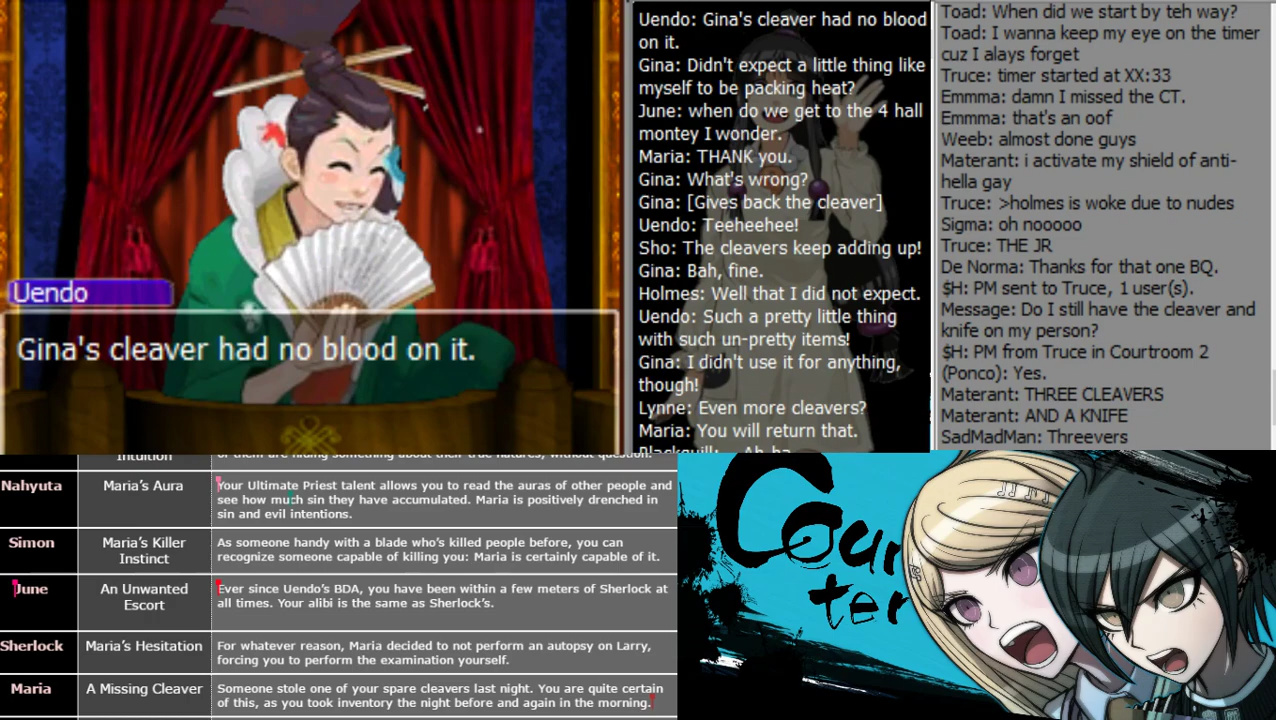 Uendo
Gina's cleaver had no blood on it.
Uendo: Gina's cleaver had no blood
on it.
Gina: Didn't expect a little thing like
myself to be packing heat?
June: when do we get to the 4 hall
montey I wonder.
Maria: THANK you.
Gina: What's wrong?
Gina: [Gives back the cleaver]
Uendo: Teeheehee!
Sho: The cleavers keep adding up!
Gina: Bah, fine.
Holmes: Well that I did not expect.
Uendo: Such a pretty little thing
with such un-pretty items!
Gina: I didn't use it for anything,
though!
Lynne: Even more cleavers?
Maria: You will return that.
Toad: When did we start by teh way?
Toad: I wanna keep my eye on the timer
cuz I alays forget
Truce: timer started at XX:33
Emmma: damn I missed the CT.
Emmma: that's an oof
Weeb: almost done guys
Materant: i activate my shield of anti-
hella gay
Truce: >holmes is woke due to nudes
Sigma: oh nooooo
Truce: THE JR
De Norma: Thanks for that one BQ.
$H: PM sent to Truce, 1 user(s).
Message: Do I still have the cleaver and
knife on my person?
$H: PM from Truce in Courtroom 2
(Ponco): Yes.
Materant: THREE CLEAVERS
Materant: AND A KNIFE
SadMadMan: Threevers
Intuition
of them are hiding something about their true natures, without question.
Nahyuta
Maria's Aura
Your Ultimate Priest talent allows you to read the auras of other people and
see how much sin they have accumulated. Maria is positively drenched in
sin and evil intentions.
Simon
Maria's Killer
Instinct
As someone handy with a blade who's killed people before, you can
recognize someone capable of killing you: Maria is certainly capable of it.
June
An Unwanted
Escort
Ever since Uendo's BDA, you have been within a few meters of Sherlock at
all times. Your alibi is the same as Sherlock's.
Sherlock
Maria's Hesitation
For whatever reason, Maria decided to not perform an autopsy on Larry,
forcing you to perform the examination yourself.
Maria
A Missing Cleaver
Someone stole one of your spare cleavers last night. You are quite certain
of this, as you took inventory the night before and again in the morning.
Coun
ter